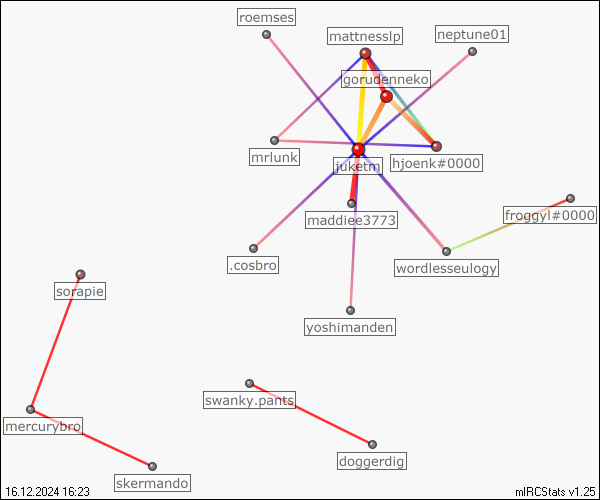 roemses
mattnesslp
neptune01
gorudenneko
mrlunk
juketm
hjoenk#0000
maddiee3773
froggyl#0000
.cosbro
wordlesseulogy
sorapie
yoshimanden
swanky.pants
mercurybro
doggerdig
skermando
16.12.2024 16:23
mIRCStats v1.25